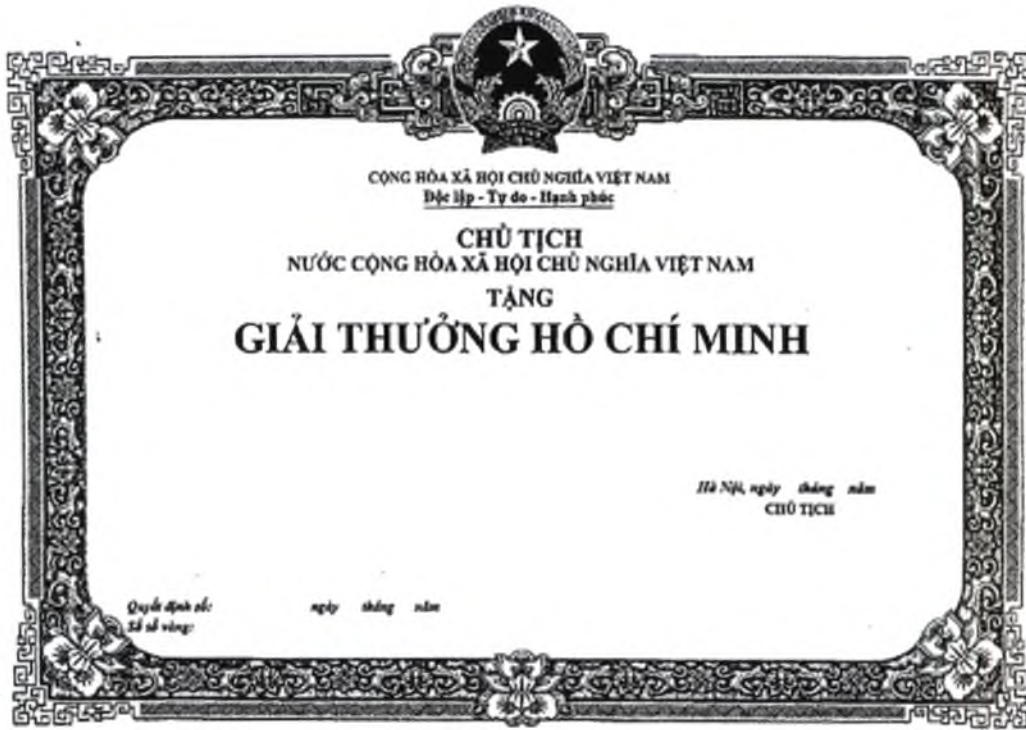 CỘNG HÒA XÃ HỘI CHỦ NGHĨA VIỆT NAM
Độc lập - Tự do - Hạnh phúc
CHỦ TỊCH
NƯỚC CỘNG HÒA XÃ HỘI CHỦ NGHĨA VIỆT NAM
TẶNG
GIẢI THƯỞNG HỒ CHÍ MINH
Hà Nội, ngày tháng năm
CHỦ TỊCH
Quyết định số: ngày tháng năm
Số sổ vàng: